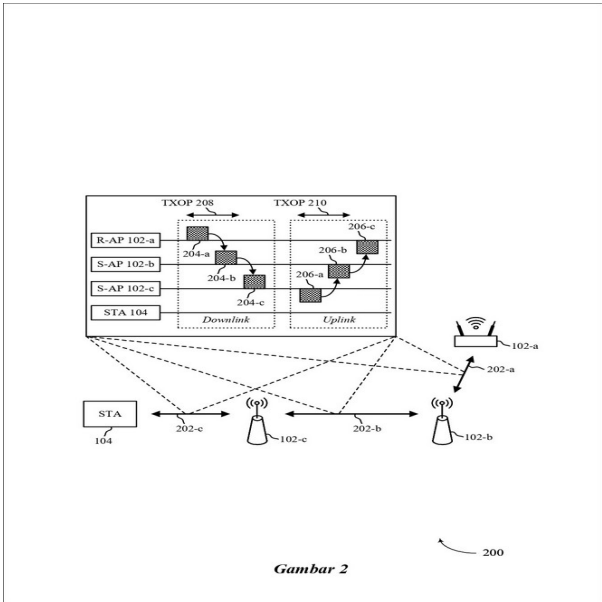 TXOP 208
TXOP 210
206-c
R-AP 102-a
204-a
206-b
S-AP 102-b
204-b
206-a
S-AP 102-c
204-c
STA 104
Downlink
Uplink
102-a
202-a
STA
104
202-c
102-c
202-b
102-b
200
Gambar 2